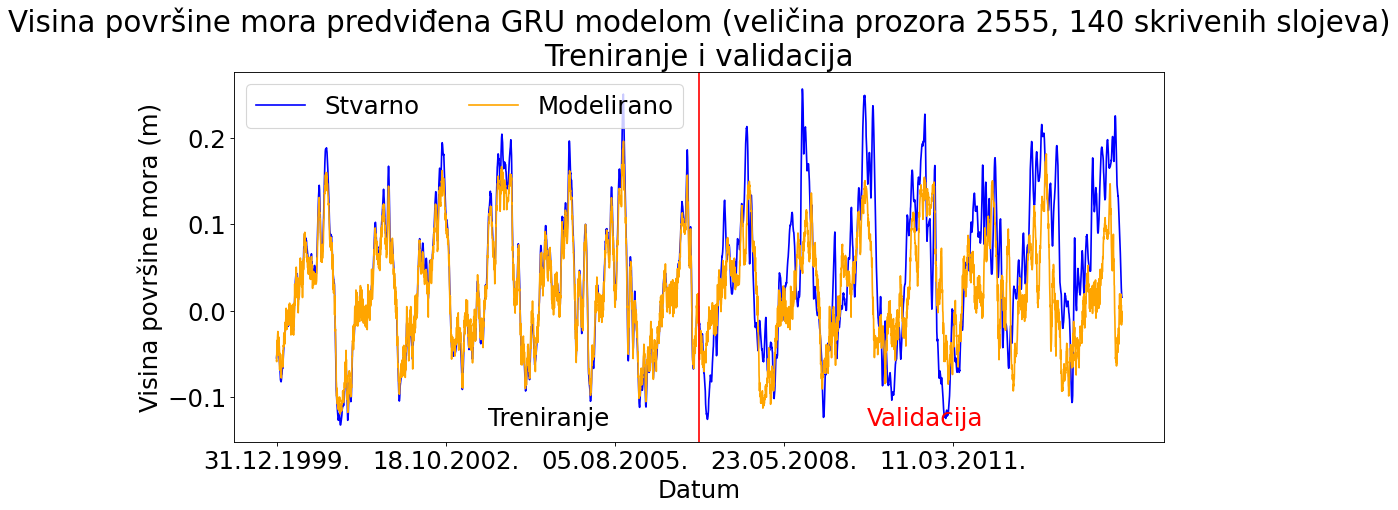 Visina površine mora predviđena GRU modelom (veličina prozora 2555, 140 skrivenih slojeva)
Treniranje i validacija
Stvarno
Modelirano
Visina površine mora (m)
0.2
0.1
0.0
−0.1
Treniranje
Validacija
31.12.1999.
18.10.2002.
05.08.2005.
23.05.2008.
11.03.2011.
Datum